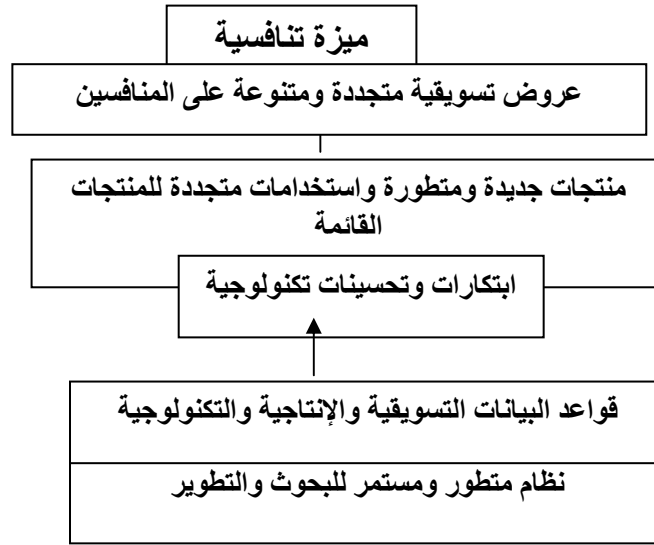 ميزة تنافسية
عروض تسويقية متجددة ومتنوعة على المنافسين
منتجات جديدة ومتطورة واستخدامات متجددة للمنتجات
القائمة
ابتكارات وتحسينات تكنولوجية
قواعد البيانات التسويقية والإنتاجية والتكنولوجية
نظام متطور ومستمر للبحوث والتطوير